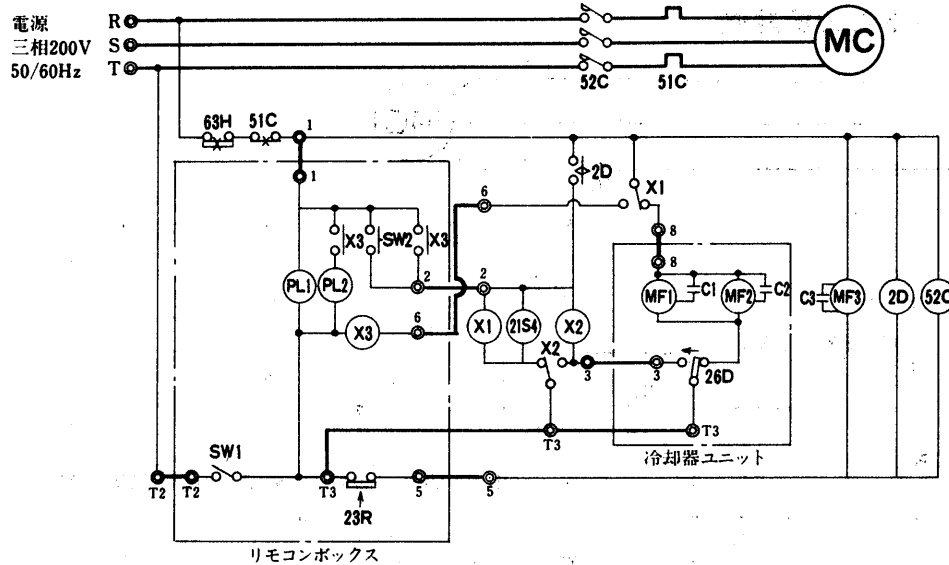 電源 R
三相200V S
50/60Hz T
52C 51C
MC
63H 51C 1
1
2D
X1
6
8
8
X3 SW2 X3
2 2
PL1 PL2
X3
6
X1 21S4 X2
X2
3 3
MF1 C1 MF2 C2
26D
C3 MF3 2D 52C
T3 T3
冷却器ユニット
SW1
T2 T2 T3 5 5
23R
リモコンボックス